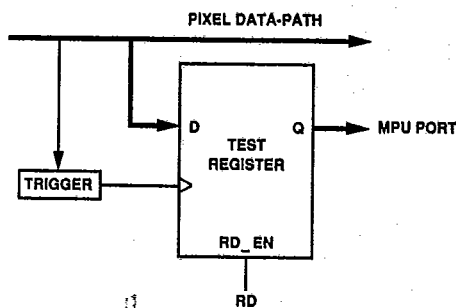 PIXEL DATA-PATH
D
Q
MPU PORT
TEST
REGISTER
TRIGGER
RD_EN
RD